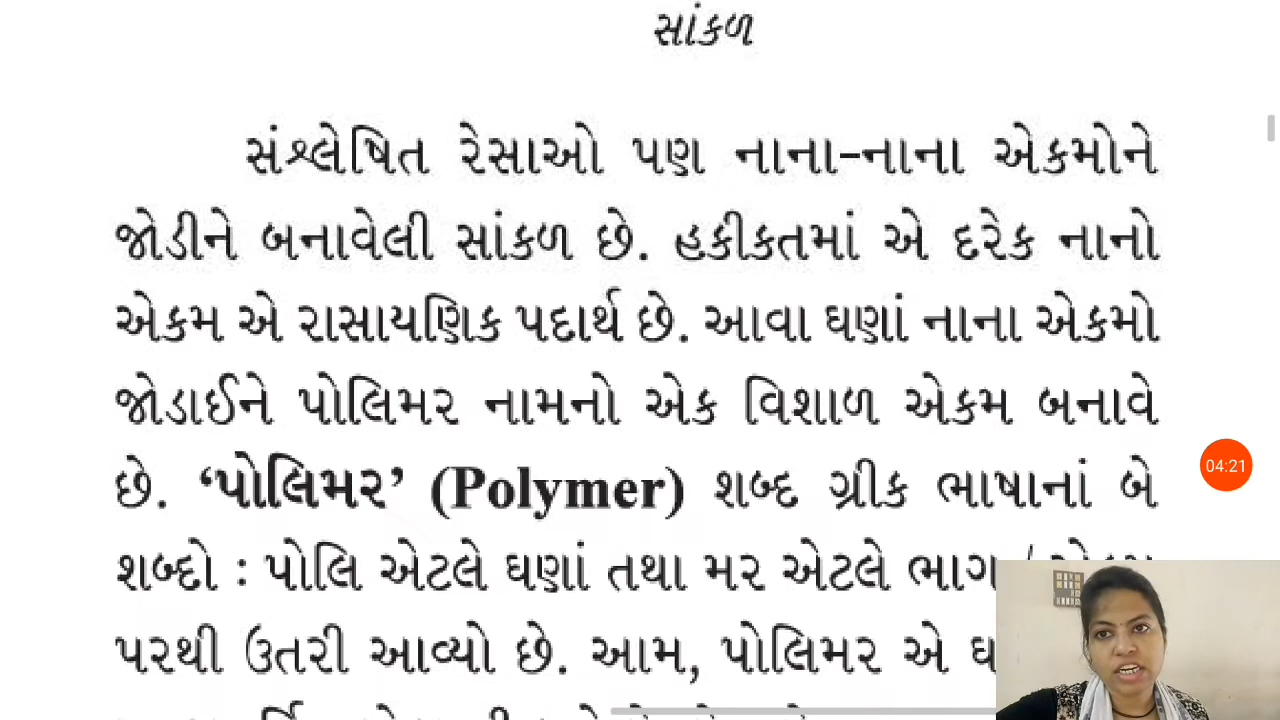 સાંકળ
સંશ્લેષિત રેસાઓ પણ નાના-નાના એકમોને
જોડીને બનાવેલી સાંકળ છે. હકીકતમાં એ દરેક નાનો
એકમ એ રાસાયણિક પદાર્થ છે. આવા ઘણાં નાના એકમો
જોડાઈને પોલિમર નામનો એક વિશાળ એકમ બનાવે
છે. ‘પોલિમર’ (Polymer) શબ્દ ગ્રીક ભાષાનાં બે
શબ્દો : પોલિ એટલે ઘણાં તથા મર એટલે ભાગ /
પરથી ઉતરી આવ્યો છે. આમ, પોલિમર એ
04:21